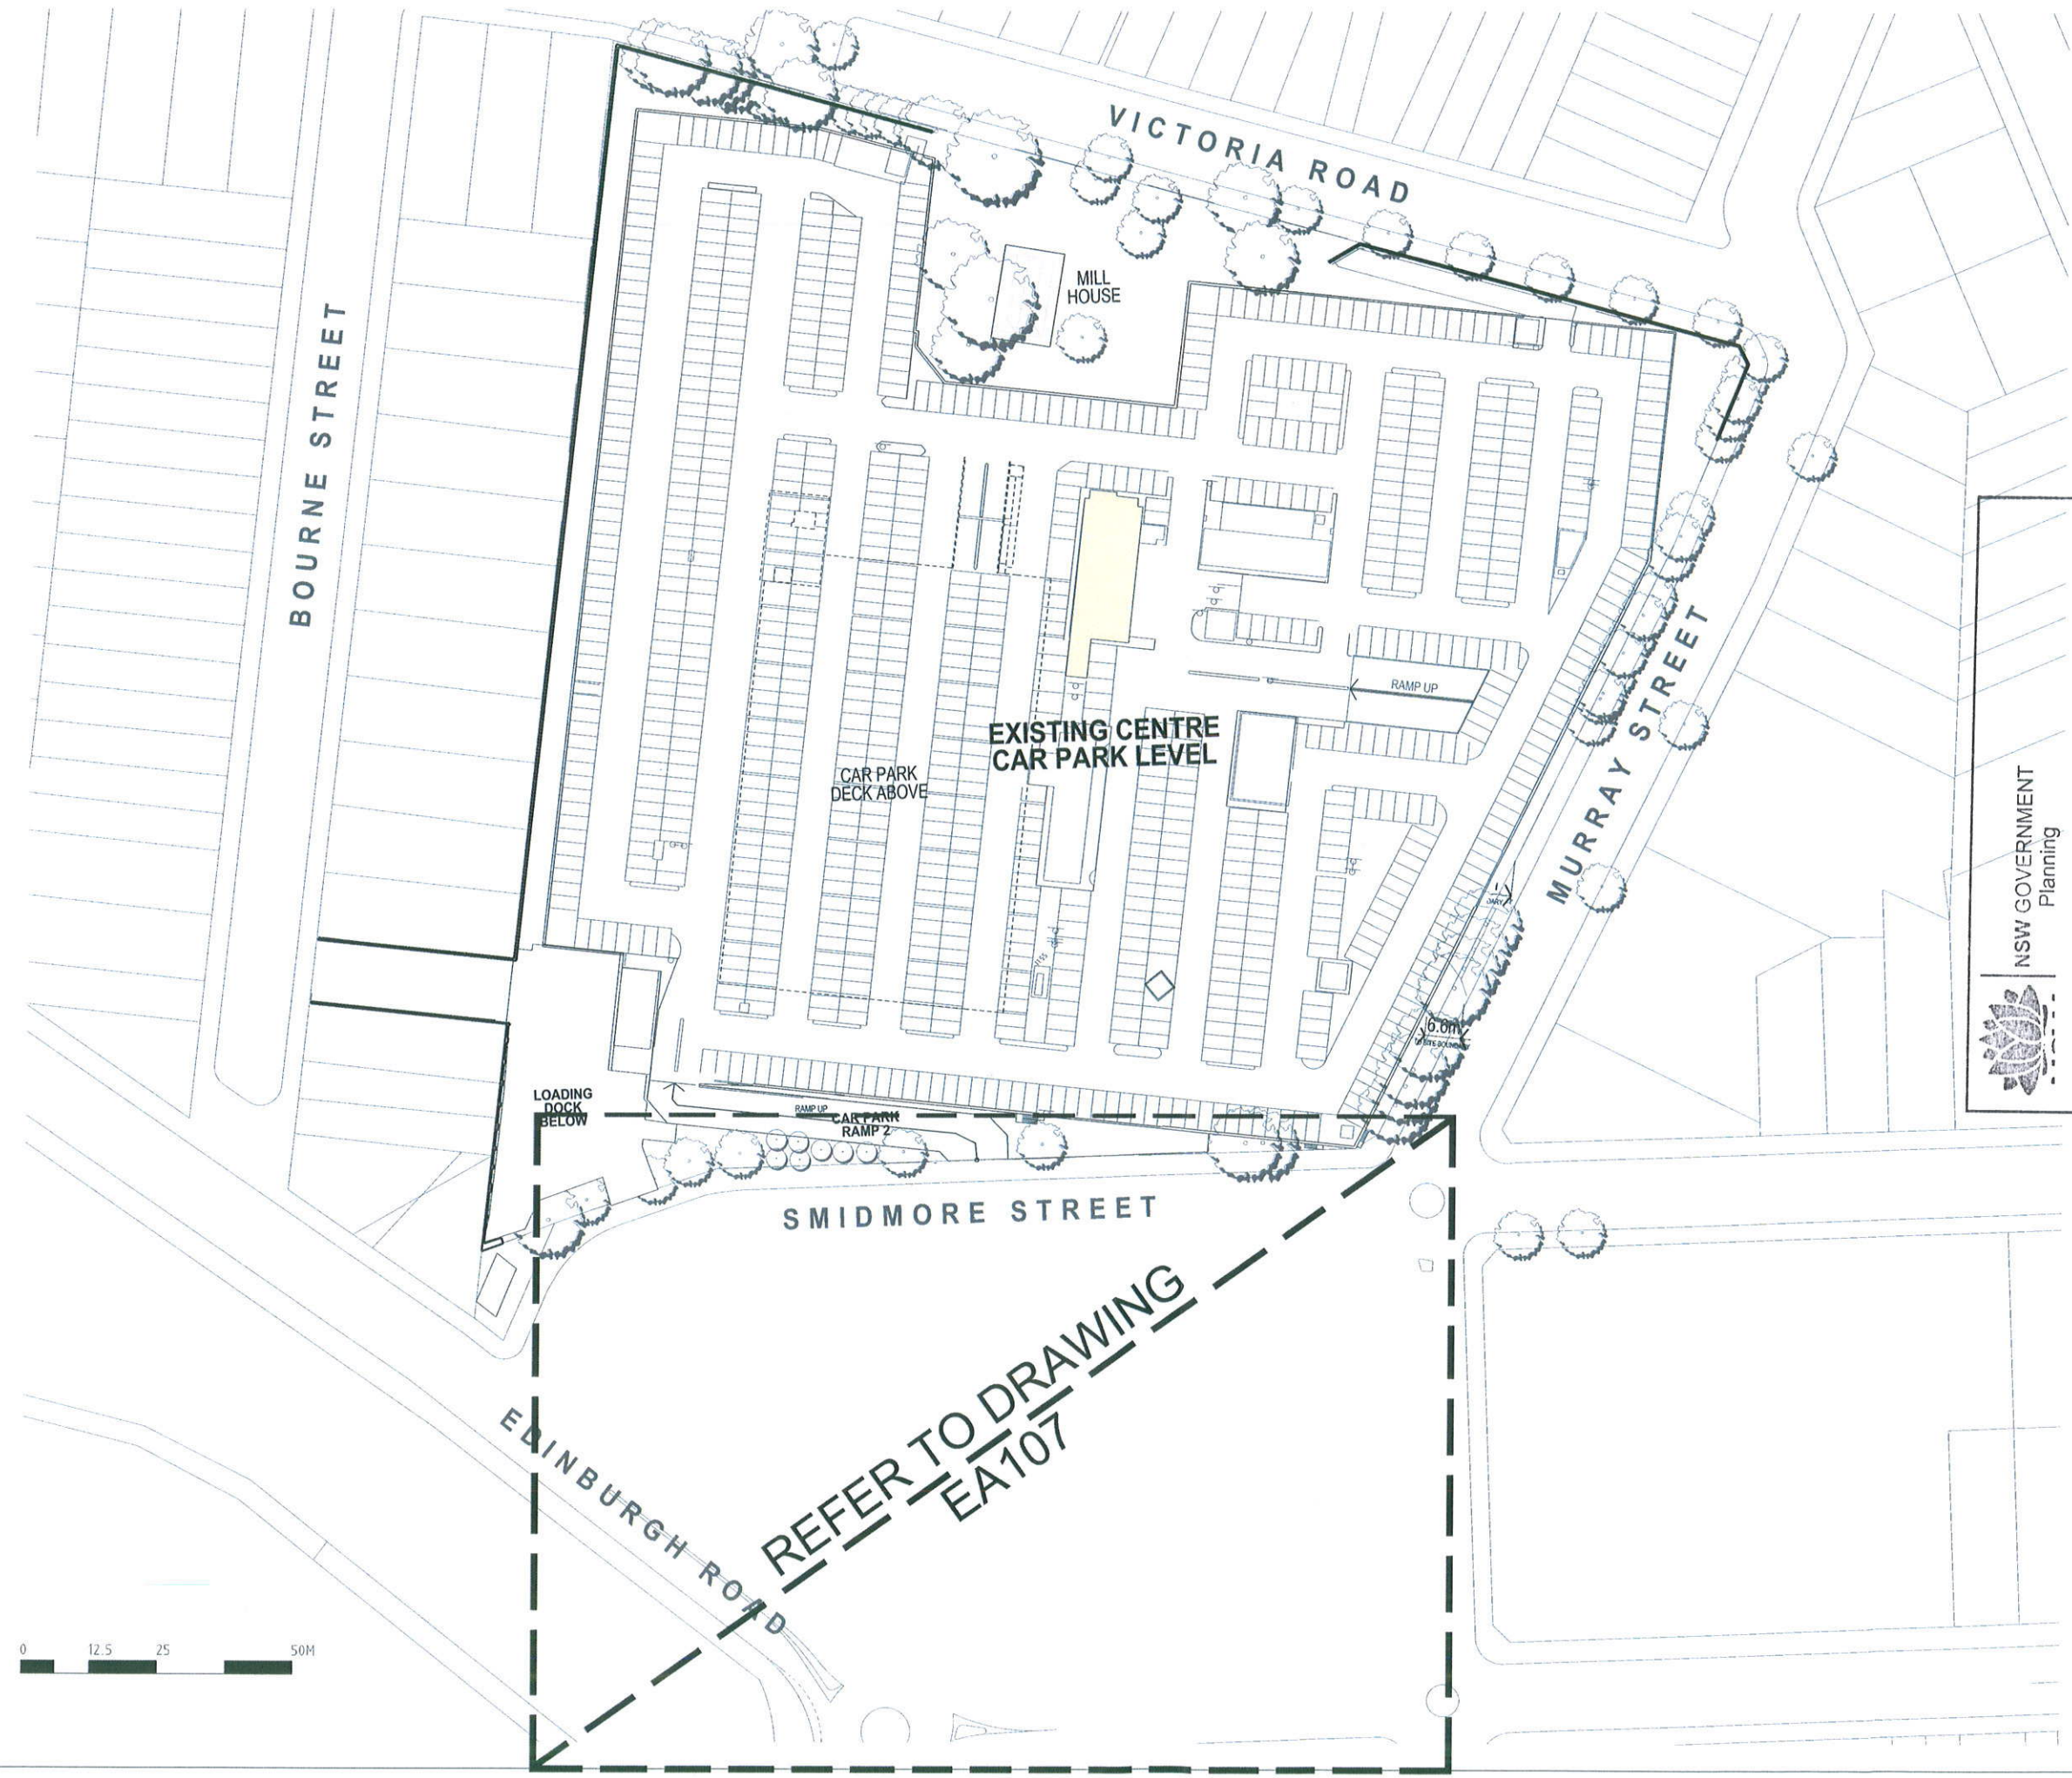 VICTORIA ROAD
MILL
HOUSE
BOURNE STREET
MURRAY STREET
RAMP UP
EXISTING CENTRE
CAR PARK LEVEL
CAR PARK
DECK ABOVE
NSW GOVERNMENT
Planning
LOADING
DOCK
BELOW
RAMP UP
CAR PARK
RAMP 2
SMIDMORE STREET
REFER TO DRAWING
EA107
EDINBURGH ROAD
0 12.5 25 50M